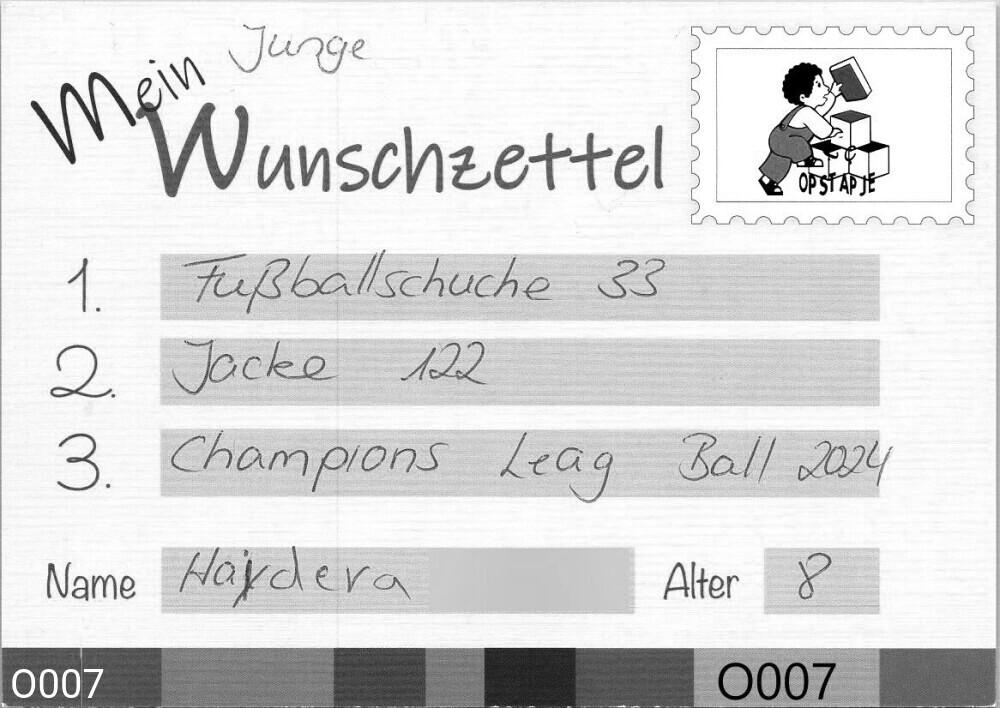 Junge
Mein
Wunschzettel
OPSTAPJE
1. Fußballschuche 33
2. Jacke 122
3. Champions Leag Ball 2024
Name Hajdera Alter 8
O007 O007